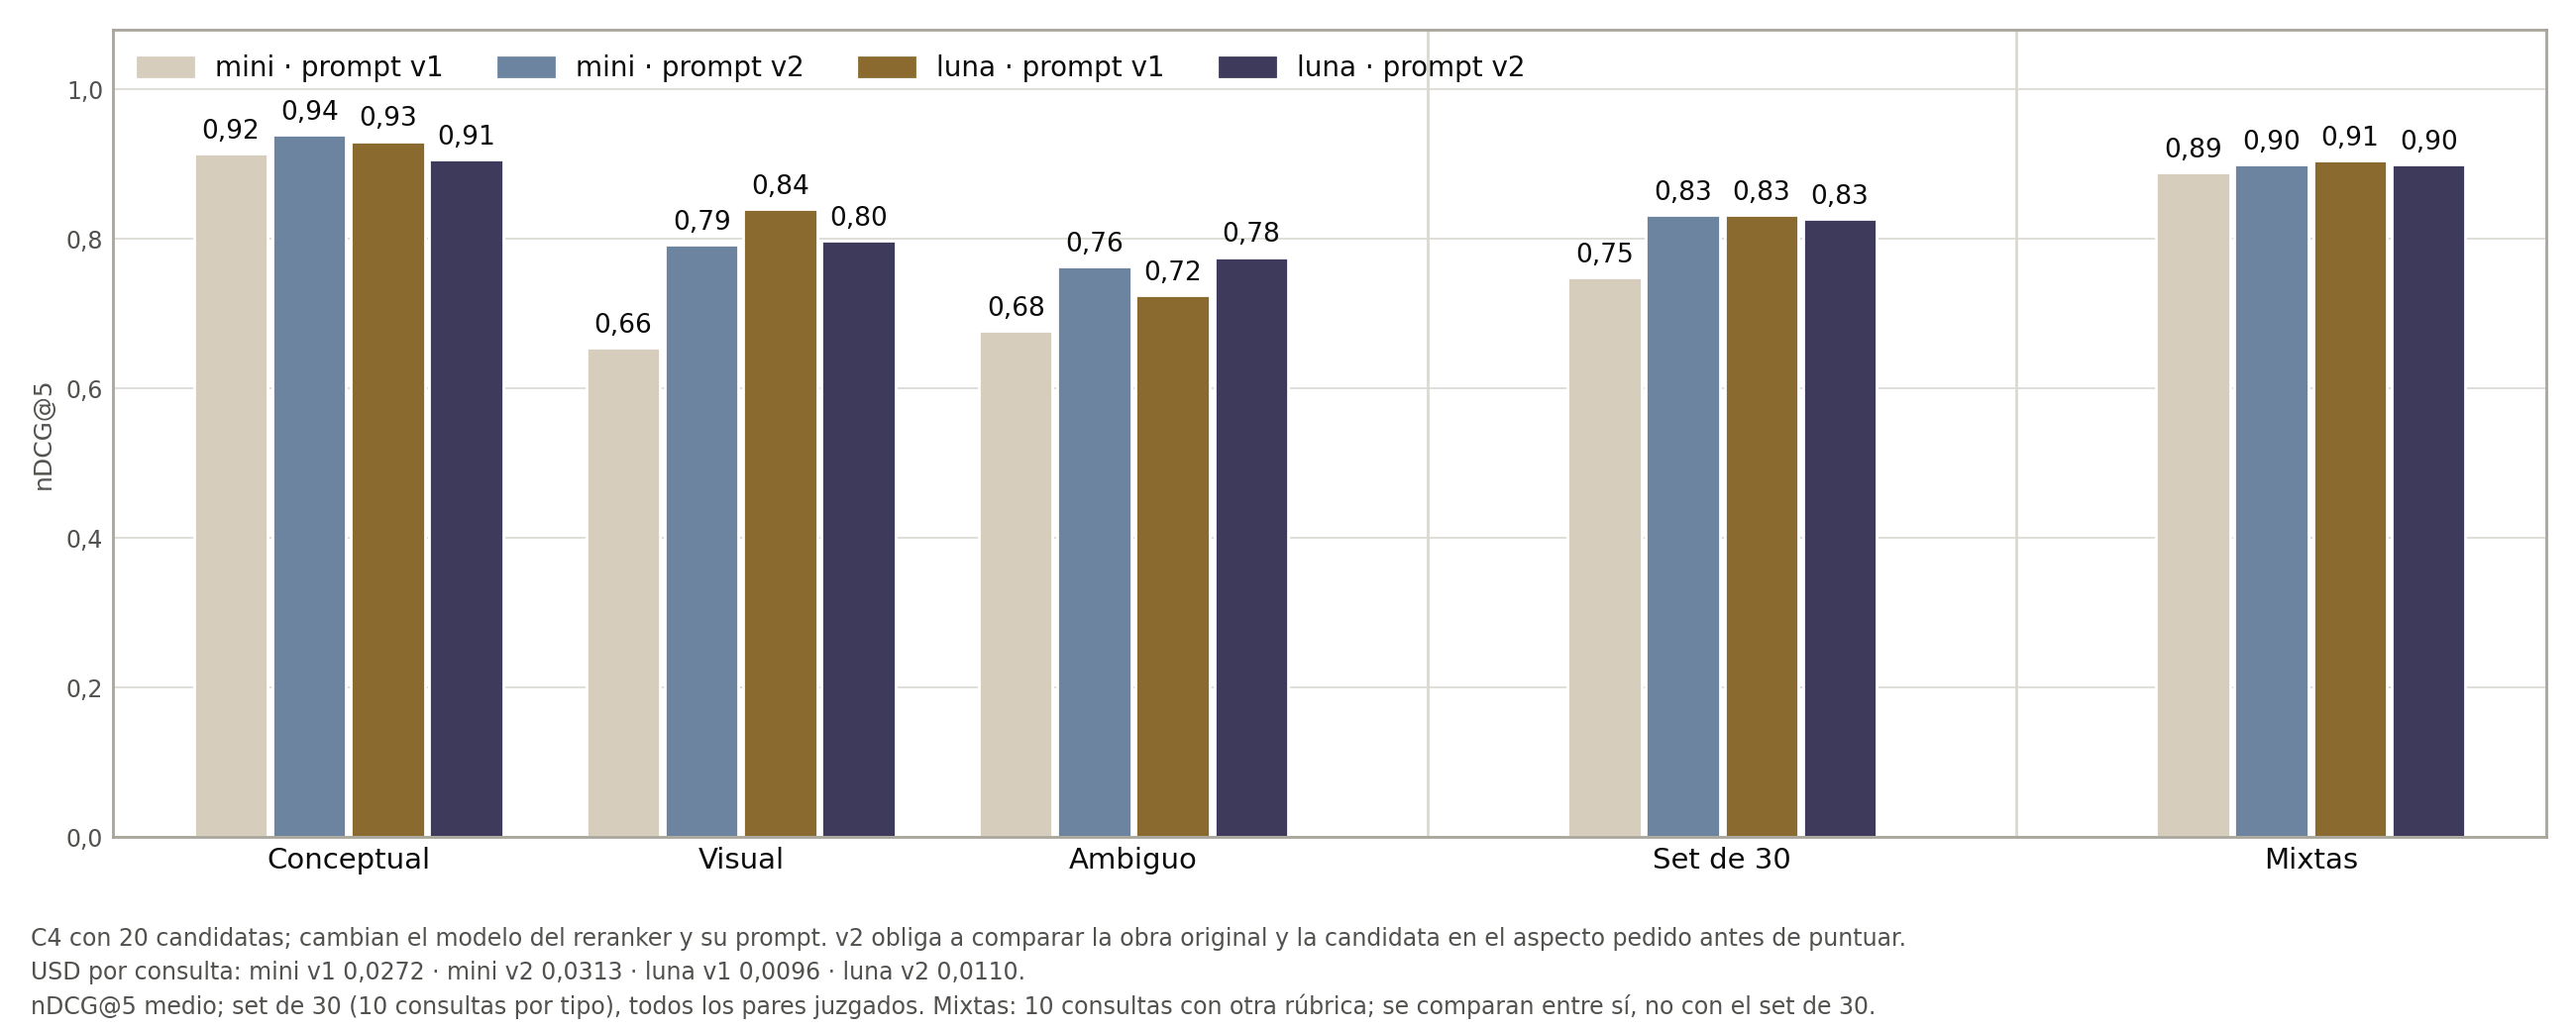 mini · prompt v1 mini · prompt v2 luna · prompt v1 luna · prompt v2
nDCG@5
1,0
0,8
0,6
0,4
0,2
0,0
0,92 0,94 0,93 0,91
0,66 0,79 0,84 0,80
0,68 0,76 0,72 0,78
0,75 0,83 0,83 0,83
0,89 0,90 0,91 0,90
Conceptual Visual Ambiguo Set de 30 Mixtas
C4 con 20 candidatas; cambian el modelo del reranker y su prompt. v2 obliga a comparar la obra original y la candidata en el aspecto pedido antes de puntuar.
USD por consulta: mini v1 0,0272 · mini v2 0,0313 · luna v1 0,0096 · luna v2 0,0110.
nDCG@5 medio; set de 30 (10 consultas por tipo), todos los pares juzgados. Mixtas: 10 consultas con otra rúbrica; se comparan entre sí, no con el set de 30.